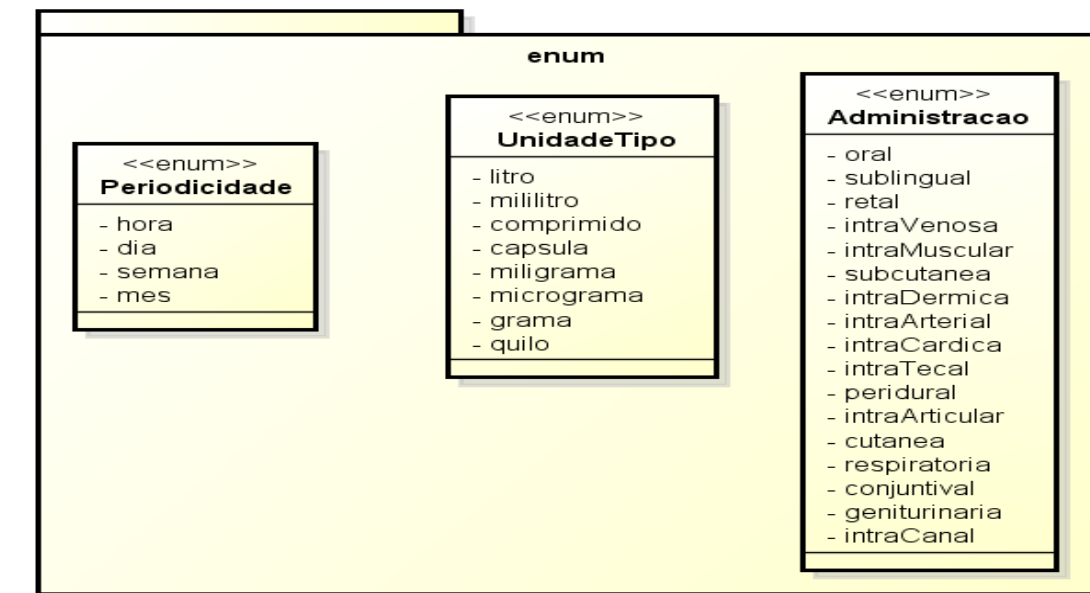 enum
<<enum>>
Periodicidade
- hora
- dia
- semana
- mes
<<enum>>
UnidadeTipo
- litro
- mililitro
- comprimido
- capsula
- miligrama
- micrograma
- grama
- quilo
<<enum>>
Administracao
- oral
- sublingual
- retal
- intraVenosa
- intraMuscular
- subcutanea
- intraDermica
- intraArterial
- intraCardica
- intraTecal
- peridural
- intraArticular
- cutanea
- respiratoria
- conjuntival
- geniturinaria
- intraCanal